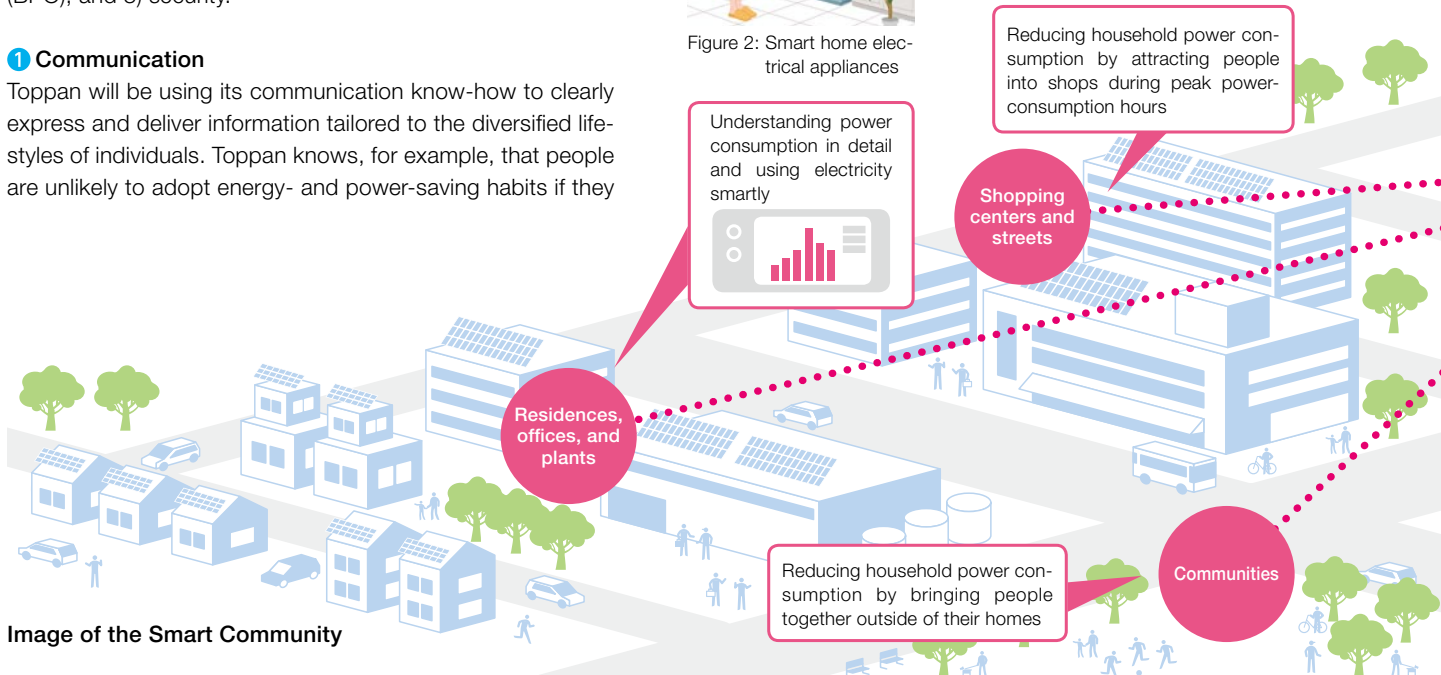 (BPO), and security.
1 Communication
Toppan will be using its communication know-how to clearly
express and deliver information tailored to the diversified life-
styles of individuals. Toppan knows, for example, that people
are unlikely to adopt energy- and power-saving habits if they
Figure 2: Smart home elec-
trical appliances
Understanding power
consumption in detail
and using electricity
smartly
Reducing household power con-
sumption by attracting people
into shops during peak power-
consumption hours
Shopping
centers and
streets
Residences,
offices, and
plants
Reducing household power con-
sumption by bringing people
together outside of their homes
Communities
Image of the Smart Community